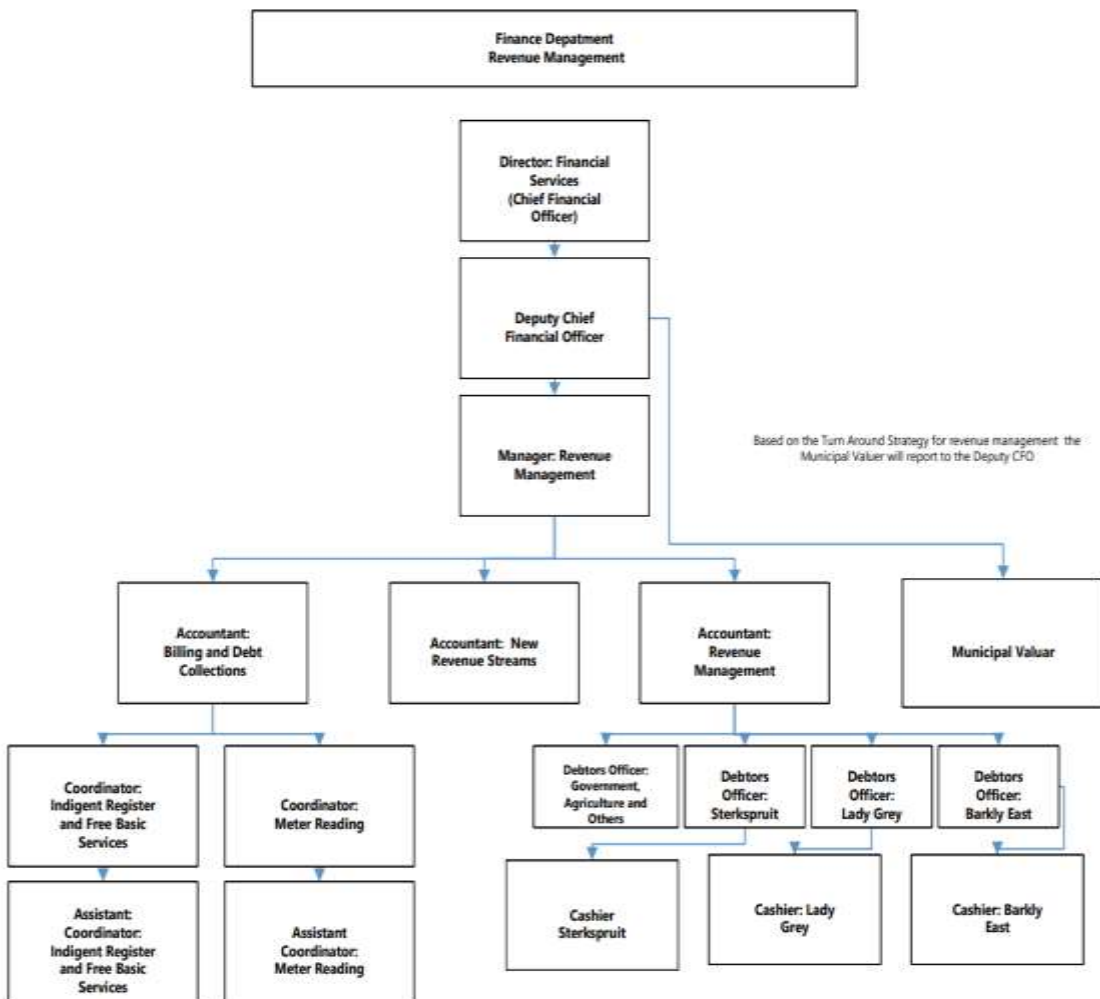 Finance Depatment
Revenue Management
Director: Financial
Services
(Chief Financial
Officer)
Deputy Chief
Financial Officer
Manager: Revenue
Management
Based on the Turn Around Strategy for revenue management the
Municipal Valuer will report to the Deputy CFO
Accountant:
Billing and Debt
Collections
Accountant: New
Revenue Streams
Accountant:
Revenue
Management
Municipal Valuar
Coordinator:
Indigent Register
and Free Basic
Services
Coordinator:
Meter Reading
Debtors Officer:
Government,
Agriculture and
Others
Debtors
Officer:
Sterkspruit
Debtors
Officer:
Lady Grey
Debtors
Officer:
Barkly East
Assistant:
Coordinator:
Indigent Register
and Free Basic
Services
Assistant
Coordinator:
Meter Reading
Cashier
Sterkspruit
Cashier: Lady
Grey
Cashier: Barkly
East